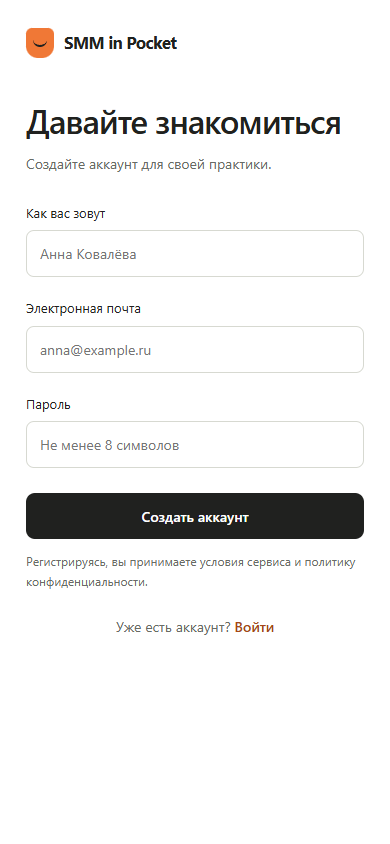 SMM in Pocket
Давайте знакомиться
Создайте аккаунт для своей практики.
Как вас зовут
Анна Ковалёва
Электронная почта
anna@example.ru
Пароль
Не менее 8 символов
Создать аккаунт
Регистрируясь, вы принимаете условия сервиса и политику
конфиденциальности.
Уже есть аккаунт? Войти